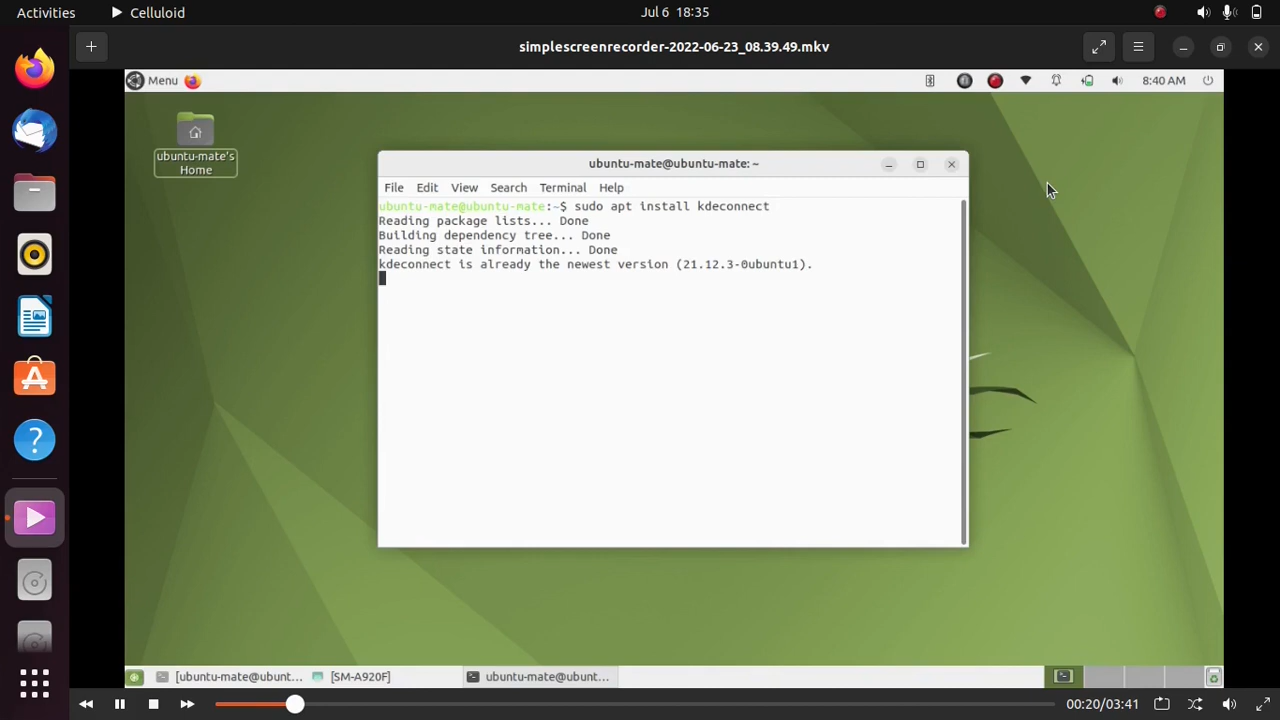 Activities
Celluloid
Jul 6 18:35
simplescreenrecorder-2022-06-23_08.39.49.mkv
Menu
8:40 AM
ubuntu-mate's
Home
ubuntu-mate@ubuntu-mate: ~
File Edit View Search Terminal Help
ubuntu-mate@ubuntu-mate:~$ sudo apt install kdeconnect
Reading package lists... Done
Building dependency tree... Done
Reading state information... Done
kdeconnect is already the newest version (21.12.3-0ubuntu1).
[ubuntu-mate@ubunt...
[SM-A920F]
ubuntu-mate@ubunt...
00:20/03:41